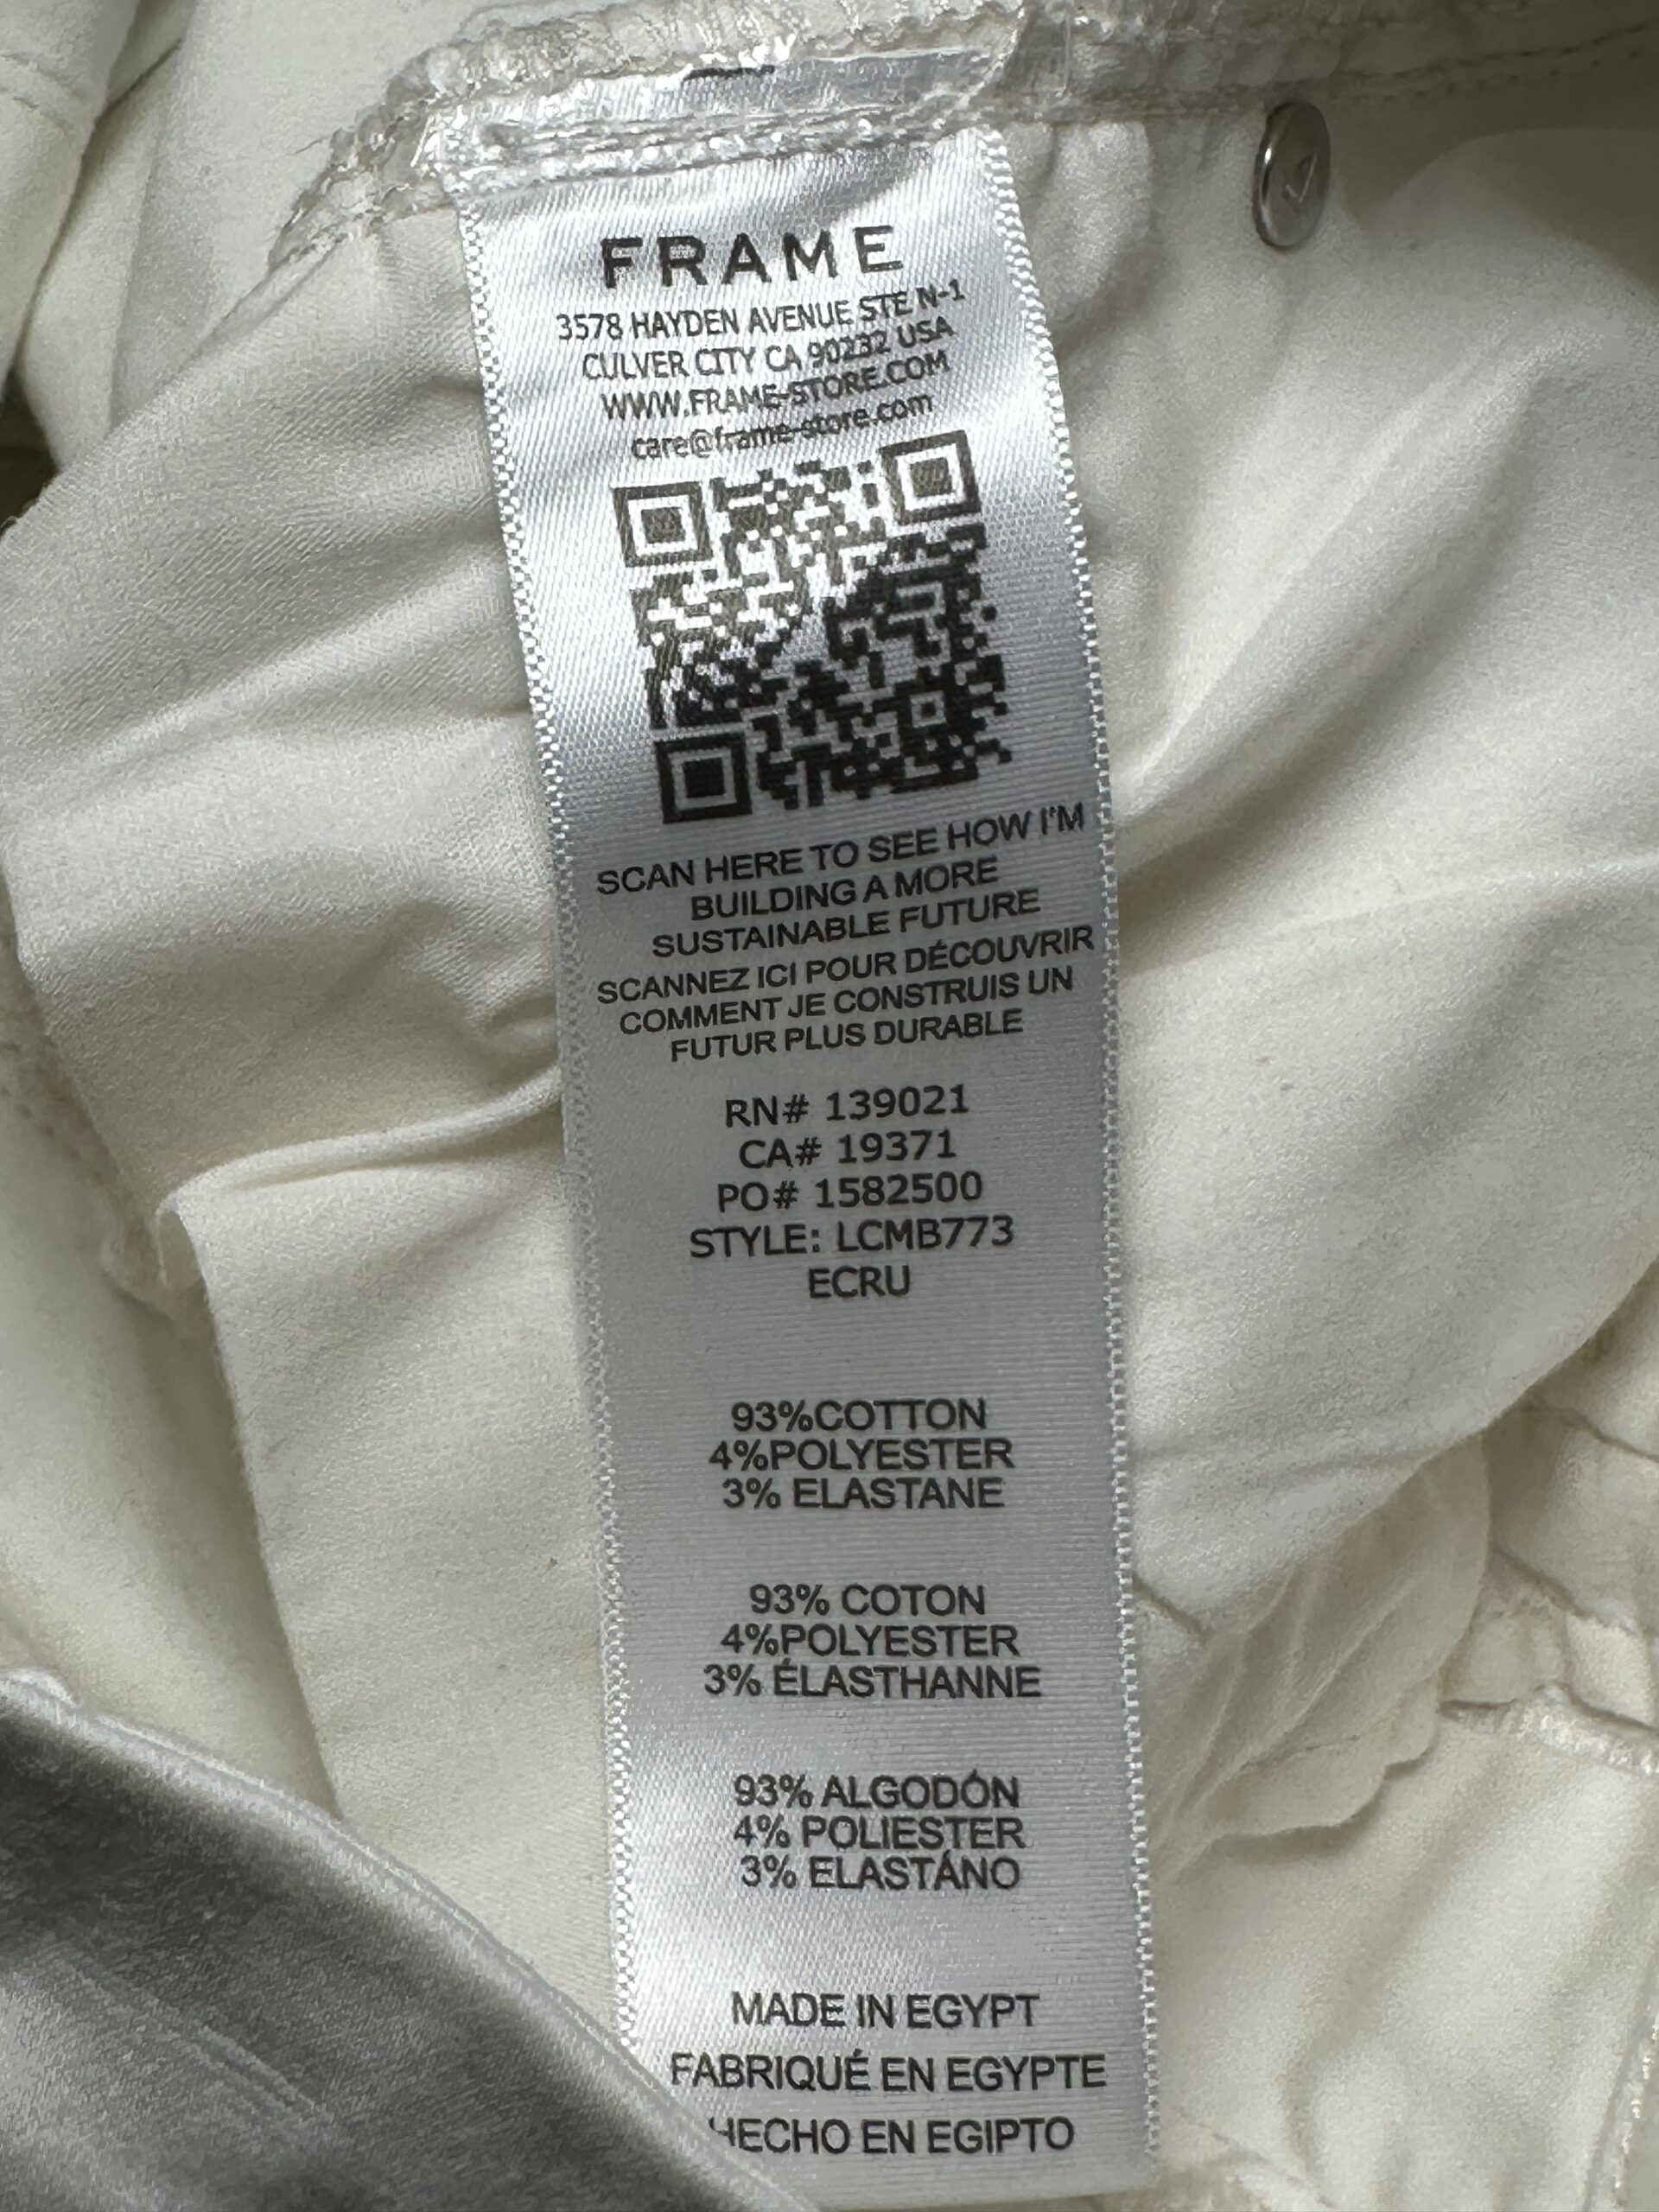 FRAME
3578 HAYDEN AVENUE STE N-1
CULVER CITY CA 90232 USA
WWW.FRAME-STORE.COM
care@frame-store.com
SCAN HERE TO SEE HOW I'M
BUILDING A MORE
SUSTAINABLE FUTURE
SCANNEZ ICI POUR DÉCOUVRIR
COMMENT JE CONSTRUIS UN
FUTUR PLUS DURABLE
RN# 139021
CA# 19371
PO# 1582500
STYLE: LCMB773
ECRU
93%COTTON
4%POLYESTER
3% ELASTANE
93% COTON
4%POLYESTER
3% ÉLASTHANNE
93% ALGODÓN
4% POLIESTER
3% ELASTÁNO
MADE IN EGYPT
FABRIQUÉ EN EGYPTE
HECHO EN EGIPTO